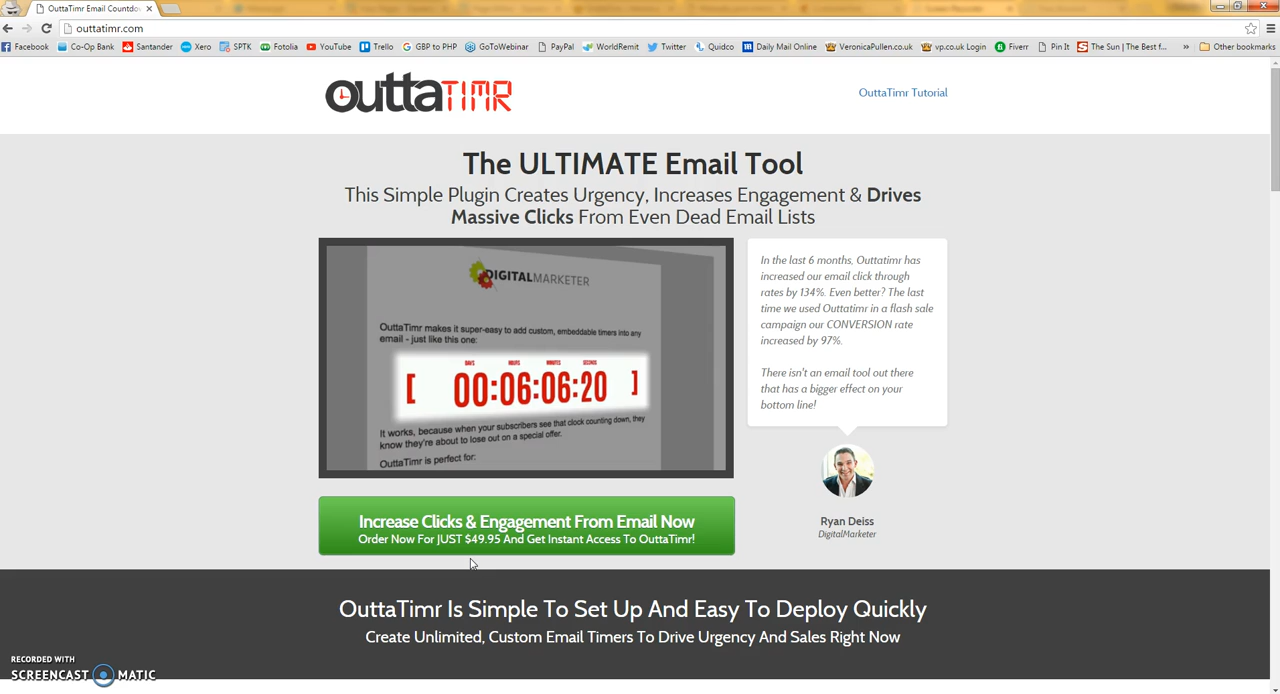 OuttaTimr Email Countdo
outtatimr.com
Facebook
Co-Op Bank
Santander
Xero
SPTK
Fotolia
YouTube
Trello
GBP to PHP
GoToWebinar
PayPal
WorldRemit
Twitter
Quidco
Daily Mail Online
VeronicaPullen.co.uk
vp.co.uk Login
Fiverr
Pin It
The Sun | The Best f...
Other bookmarks
outtaTIMR
OuttaTimr Tutorial
The ULTIMATE Email Tool
This Simple Plugin Creates Urgency, Increases Engagement & Drives
Massive Clicks From Even Dead Email Lists
DIGITALMARKETER
OuttaTimr makes it super-easy to add custom, embeddable timers into any
email - just like this one:
DAYS HOURS MINUTES SECONDS
[ 00:06:06:20 ]
It works, because when your subscribers see that clock counting down, they
know they're about to lose out on a special offer.
OuttaTimr is perfect for:
In the last 6 months, Outtatimr has
increased our email click through
rates by 134%. Even better? The last
time we used Outtatimr in a flash sale
campaign our CONVERSION rate
increased by 97%.
There isn't an email tool out there
that has a bigger effect on your
bottom line!
Ryan Deiss
DigitalMarketer
Increase Clicks & Engagement From Email Now
Order Now For JUST $49.95 And Get Instant Access To OuttaTimr!
OuttaTimr Is Simple To Set Up And Easy To Deploy Quickly
Create Unlimited, Custom Email Timers To Drive Urgency And Sales Right Now
RECORDED WITH
SCREENCAST MATIC